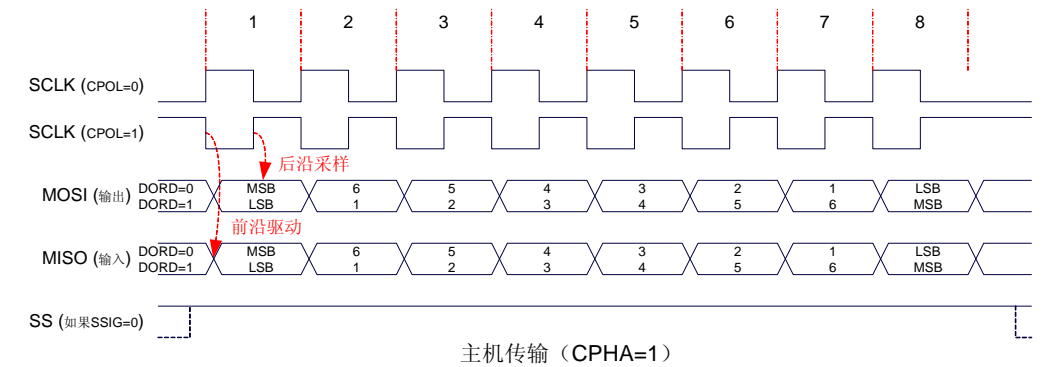 1 2 3 4 5 6 7 8
SCLK (CPOL=0)
SCLK (CPOL=1)
后沿采样
MOSI (输出) DORD=0 MSB 6 5 4 3 2 1 LSB
DORD=1 LSB 1 2 3 4 5 6 MSB
前沿驱动
MISO (输入) DORD=0 MSB 6 5 4 3 2 1 LSB
DORD=1 LSB 1 2 3 4 5 6 MSB
SS (如果SSIG=0)
主机传输（CPHA=1）